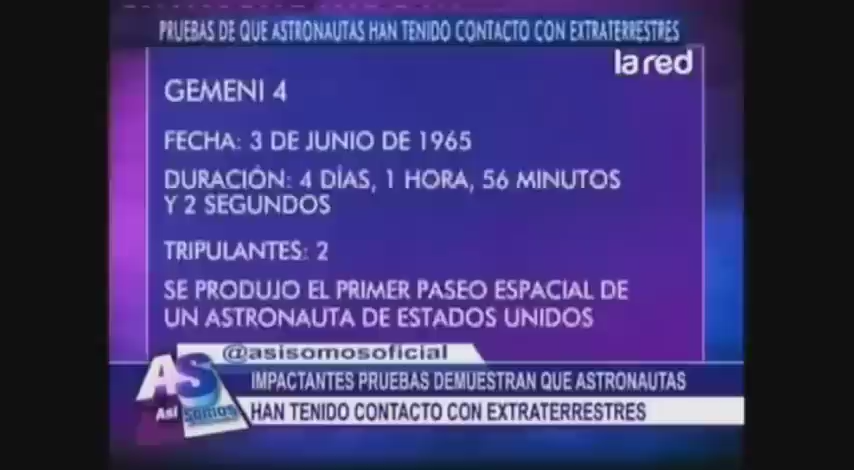 PRUEBAS DE QUE ASTRONAUTAS HAN TENIDO CONTACTO CON EXTRATERRESTRES
la red
GEMENI 4
FECHA: 3 DE JUNIO DE 1965
DURACIÓN: 4 DÍAS, 1 HORA, 56 MINUTOS
Y 2 SEGUNDOS
TRIPULANTES: 2
SE PRODUJO EL PRIMER PASEO ESPACIAL DE
UN ASTRONAUTA DE ESTADOS UNIDOS
@asisomosoficial
AS
Así somos
IMPACTANTES PRUEBAS DEMUESTRAN QUE ASTRONAUTAS
HAN TENIDO CONTACTO CON EXTRATERRESTRES